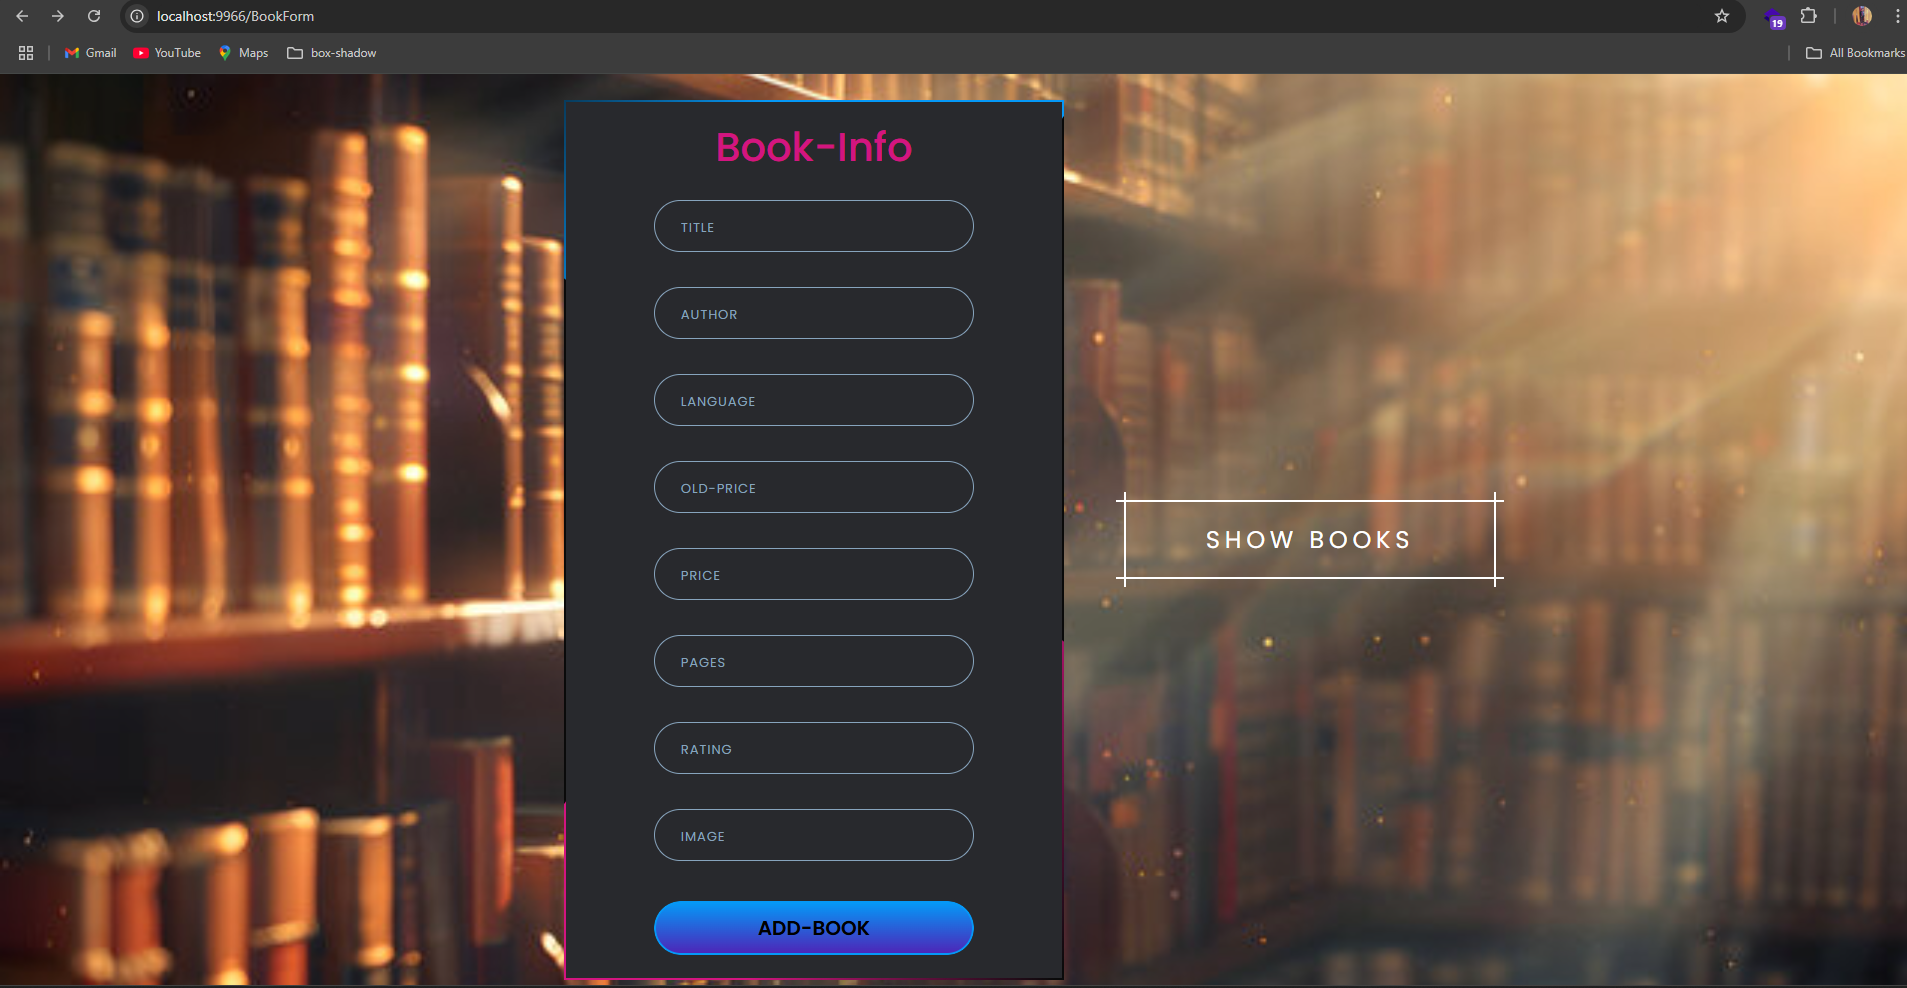 localhost:9966/BookForm
19
Gmail YouTube Maps box-shadow All Bookmarks
Book-Info
TITLE
AUTHOR
LANGUAGE
OLD-PRICE
PRICE
PAGES
RATING
IMAGE
ADD-BOOK
SHOW BOOKS